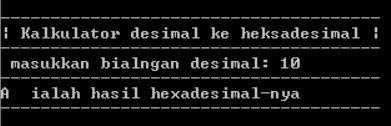 ¦ Kalkulator desimal ke heksadesimal ¦
masukkan bialngan desimal: 10
A ialah hasil hexadesimal-nya